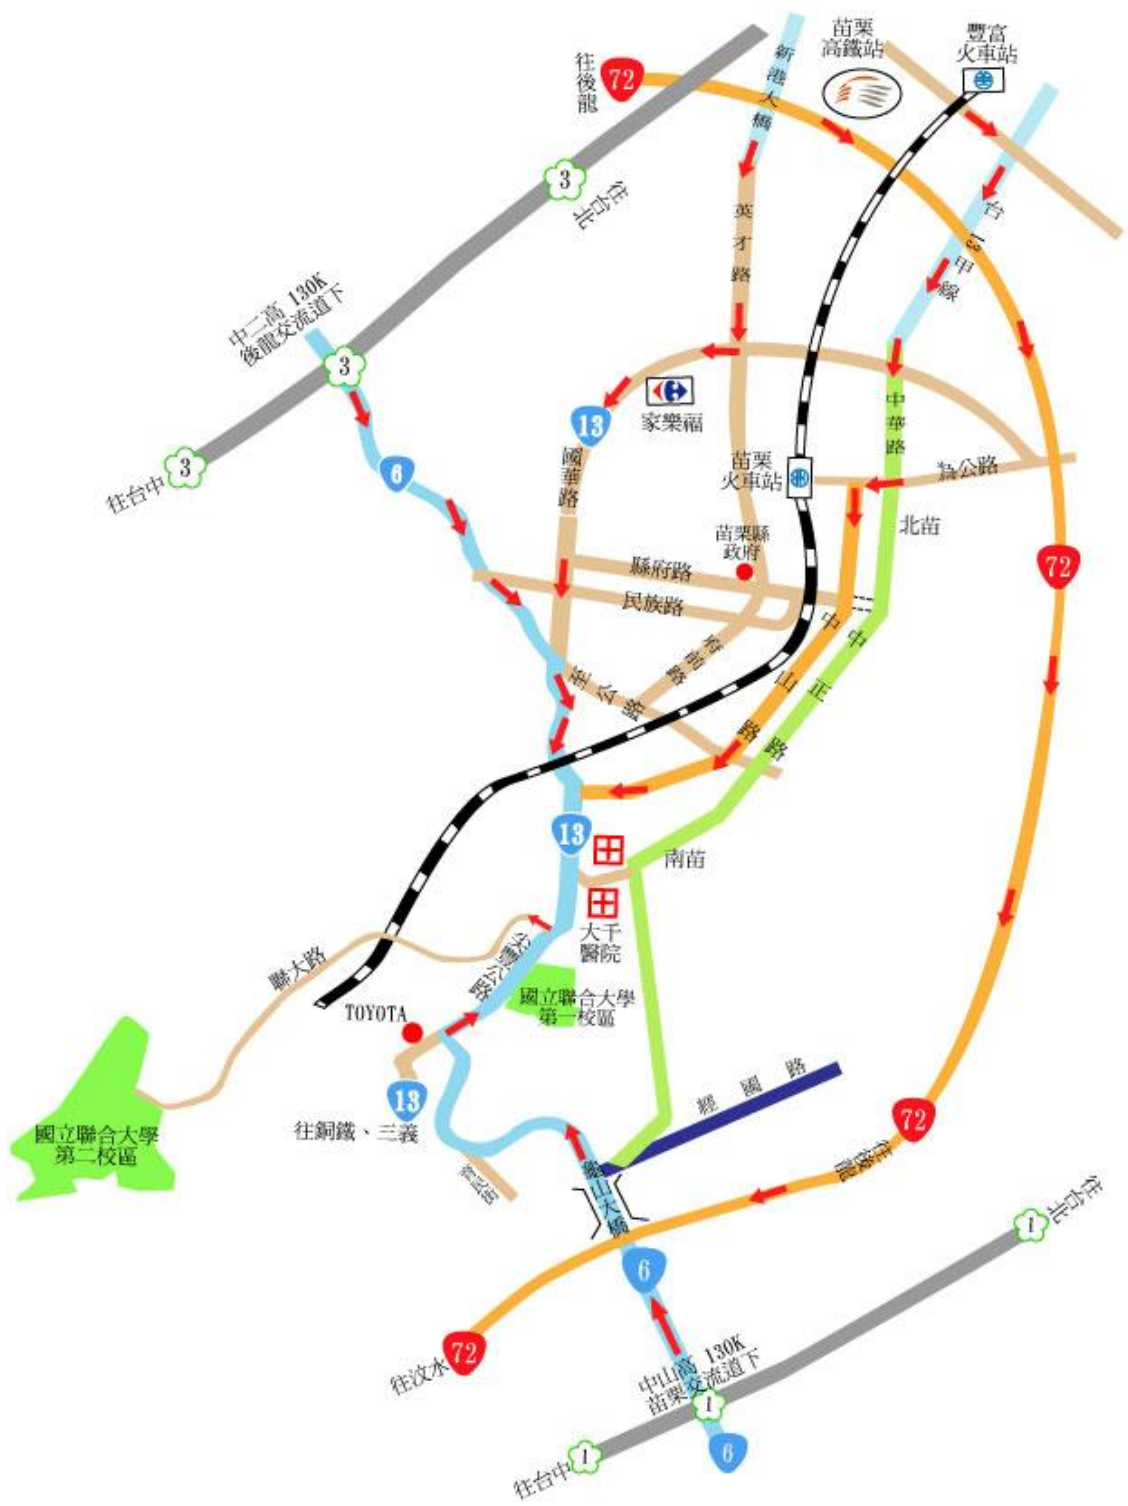 苗栗
高鐵站
豐富
火車站
往後龍
72
新港大橋
3
往台北
英才路
台13甲線
中二高 130K
後龍交流道下
3
家樂福
13
中華路
3
往台中
6
國華路
苗栗
火車站
為公路
北苗
苗栗縣
政府
縣府路
72
民族路
府前路
中山路
中正路
至公路
13
南苗
大千
醫院
聯大路
尖豐公路
國立聯合大學
第一校區
TOYOTA
13
往銅鑼、三義
經國路
72
國立聯合大學
第二校區
往後龍
龜山大橋
1
往台北
6
72
往汶水
中山高 130K
苗栗交流道下
1
6
1
往台中